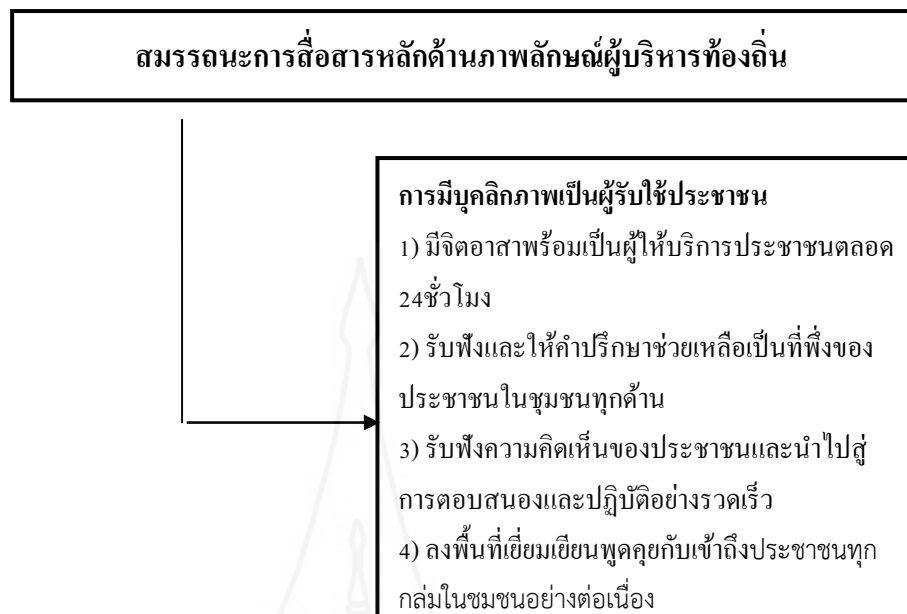 สมรรถนะการสื่อสารหลักด้านภาพลักษณ์ผู้บริหารท้องถิ่น
การมีบุคลิกภาพเป็นผู้รับใช้ประชาชน
1) มีจิตอาสาพร้อมเป็นผู้ให้บริการประชาชนตลอด
24ชั่วโมง
2) รับฟังและให้คำปรึกษาช่วยเหลือเป็นที่พึ่งของ
ประชาชนในชุมชนทุกด้าน
3) รับฟังความคิดเห็นของประชาชนและนำไปสู่
การตอบสนองและปฏิบัติอย่างรวดเร็ว
4) ลงพื้นที่เยี่ยมเยียนพูดคุยกับเข้าถึงประชาชนทุก
กลุ่มในชุมชนอย่างต่อเนื่อง